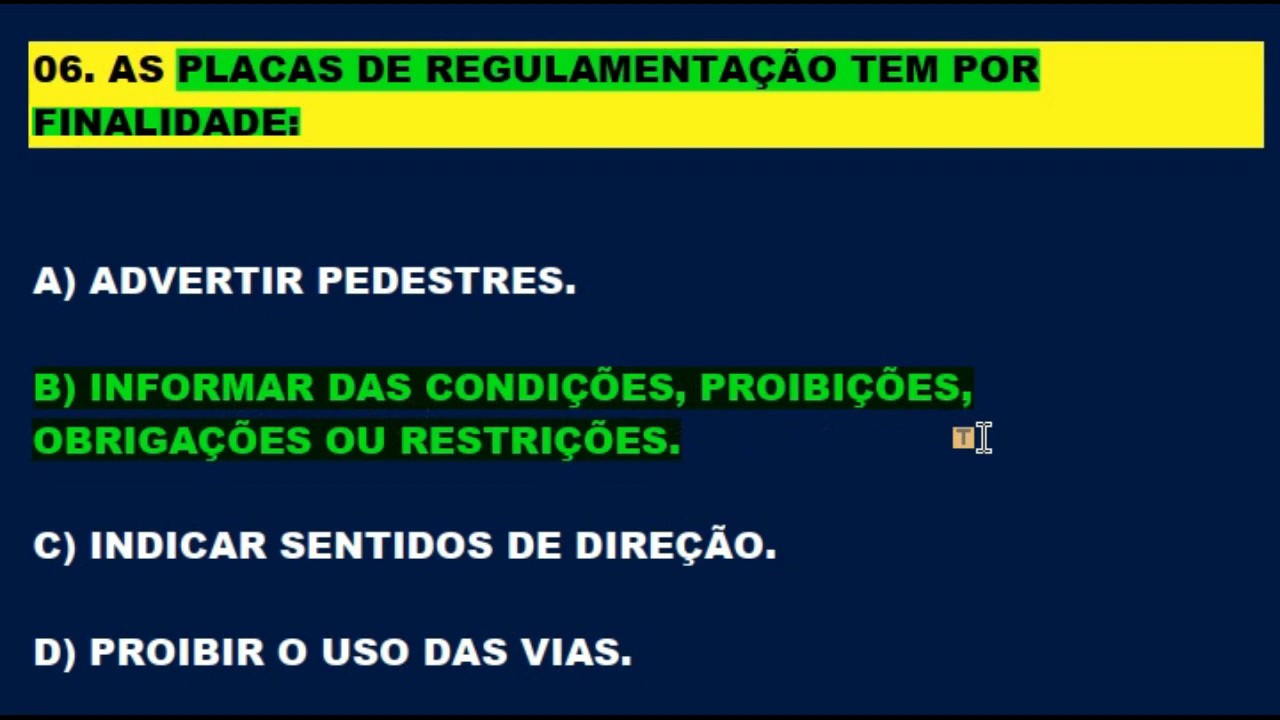 06. AS PLACAS DE REGULAMENTAÇÃO TEM POR
FINALIDADE:
A) ADVERTIR PEDESTRES.
B) INFORMAR DAS CONDIÇÕES, PROIBIÇÕES,
OBRIGAÇÕES OU RESTRIÇÕES.
T
C) INDICAR SENTIDOS DE DIREÇÃO.
D) PROIBIR O USO DAS VIAS.